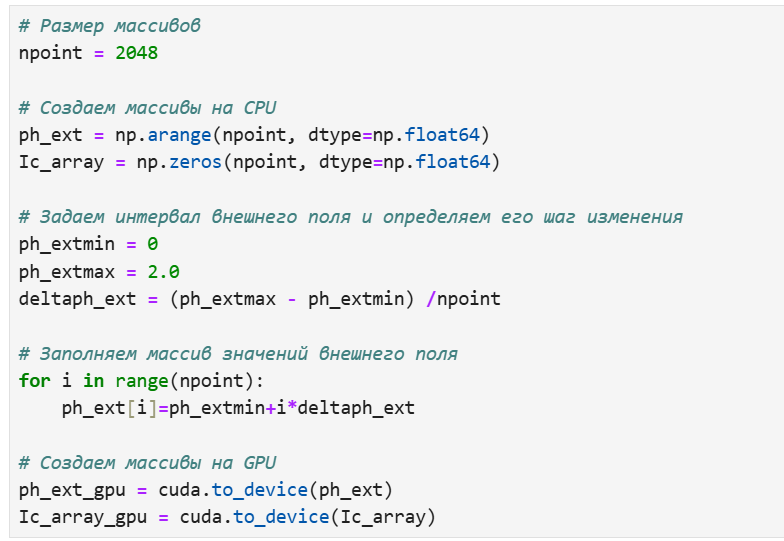 # Размер массивов
npoint = 2048
# Создаем массивы на CPU
ph_ext = np.arange(npoint, dtype=np.float64)
Ic_array = np.zeros(npoint, dtype=np.float64)
# Задаем интервал внешнего поля и определяем его шаг изменения
ph_extmin = 0
ph_extmax = 2.0
deltaph_ext = (ph_extmax - ph_extmin) /npoint
# Заполняем массив значений внешнего поля
for i in range(npoint):
    ph_ext[i]=ph_extmin+i*deltaph_ext
# Создаем массивы на GPU
ph_ext_gpu = cuda.to_device(ph_ext)
Ic_array_gpu = cuda.to_device(Ic_array)